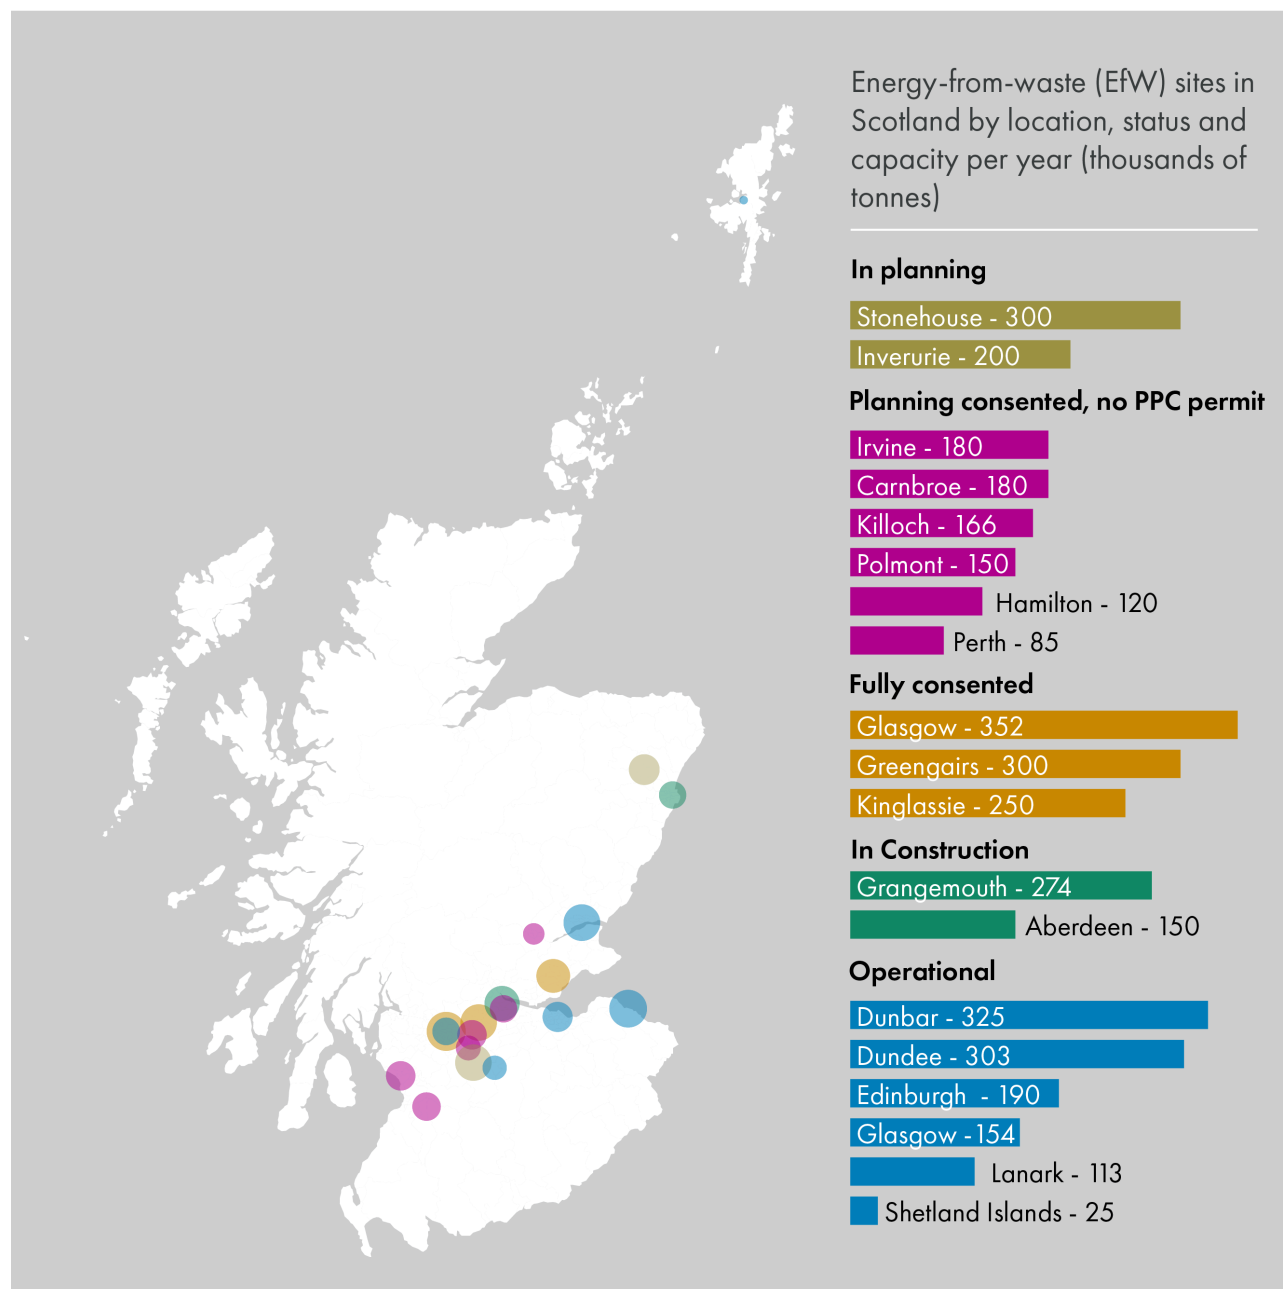 Energy-from-waste (EfW) sites in
Scotland by location, status and
capacity per year (thousands of
tonnes)
In planning
Stonehouse - 300
Inverurie - 200
Planning consented, no PPC permit
Irvine - 180
Carnbroe - 180
Killoch - 166
Polmont - 150
Hamilton - 120
Perth - 85
Fully consented
Glasgow - 352
Greengairs - 300
Kinglassie - 250
In Construction
Grangemouth - 274
Aberdeen - 150
Operational
Dunbar - 325
Dundee - 303
Edinburgh  - 190
Glasgow -154
Lanark - 113
Shetland Islands - 25